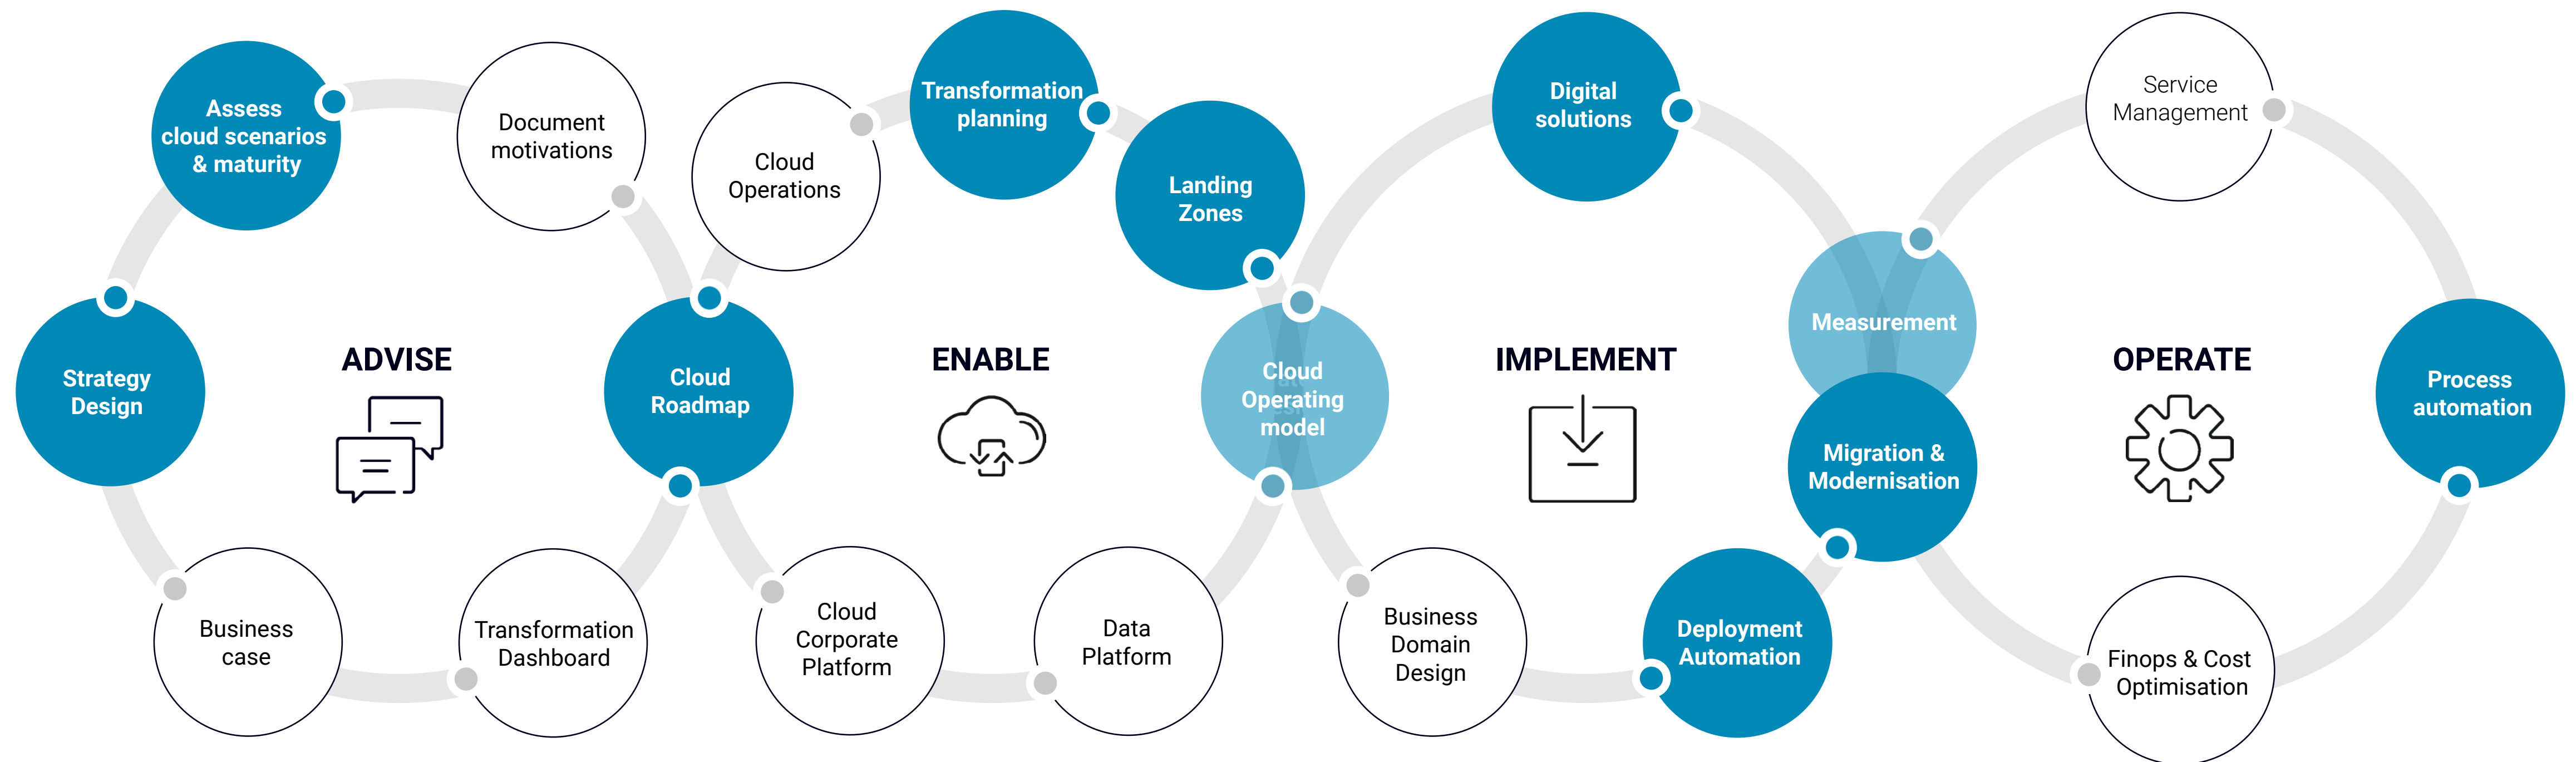 Assess
cloud scenarios
& maturity
Document
motivations
Strategy
Design
ADVISE
Business
case
Transformation
Dashboard
Cloud
Roadmap
Cloud
Operations
Transformation
planning
Landing
Zones
ENABLE
Cloud
Corporate
Platform
Data
Platform
Cloud
Operating
model
Digital
solutions
IMPLEMENT
Business
Domain
Design
Deployment
Automation
Measurement
Migration &
Modernisation
Service
Management
OPERATE
Process
automation
Finops & Cost
Optimisation